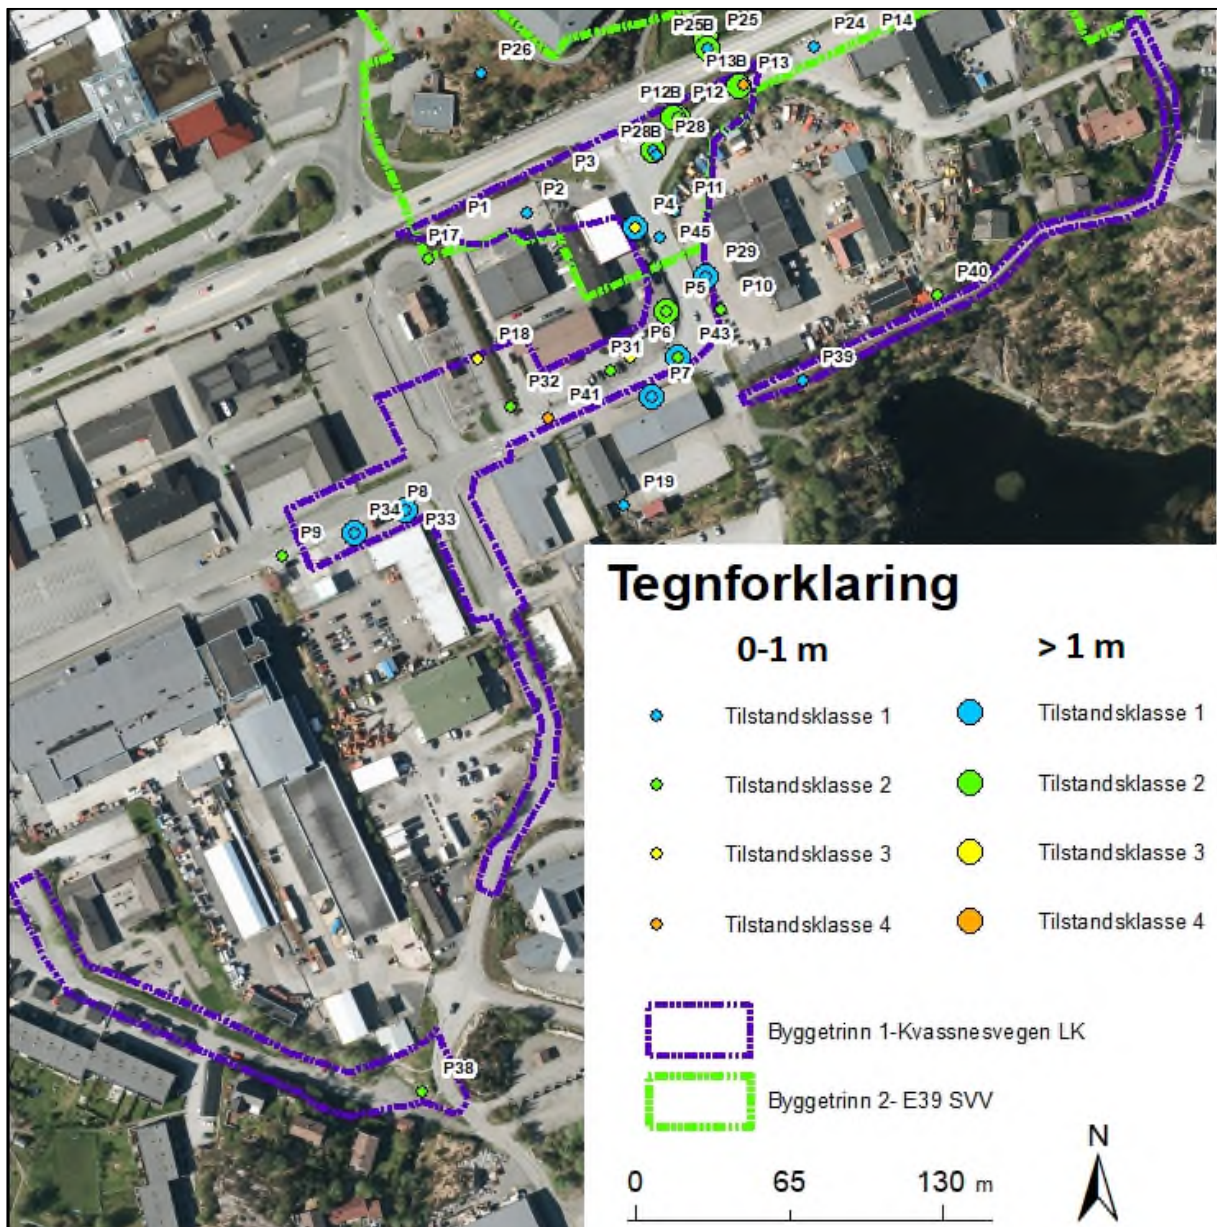 P25B
P25
P24
P14
P26
P13B
P13
P12B
P12
P28
P28B
P3
P2
P11
P1
P4
P17
P45
P29
P40
P5
P10
P18
P6
P43
P31
P39
P32
P7
P41
P19
P8
P34
P33
P9
P38
Tegnforklaring
0-1 m
> 1 m
Tilstandsklasse 1
Tilstandsklasse 1
Tilstandsklasse 2
Tilstandsklasse 2
Tilstandsklasse 3
Tilstandsklasse 3
Tilstandsklasse 4
Tilstandsklasse 4
Byggetrinn 1-Kvassnesvegen LK
Byggetrinn 2- E39 SVV
N
0 65 130 m